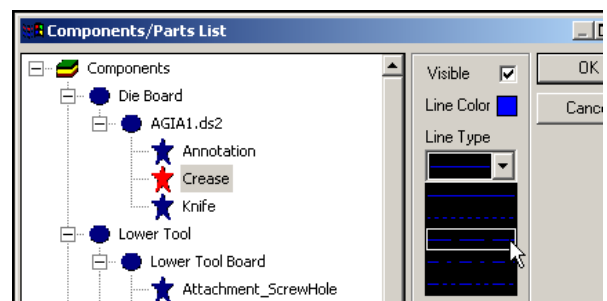 Components/Parts List
Components
Die Board
AGIA1.ds2
Annotation
Crease
Knife
Lower Tool
Lower Tool Board
Attachment_ScrewHole
Visible
Line Color
Line Type
OK